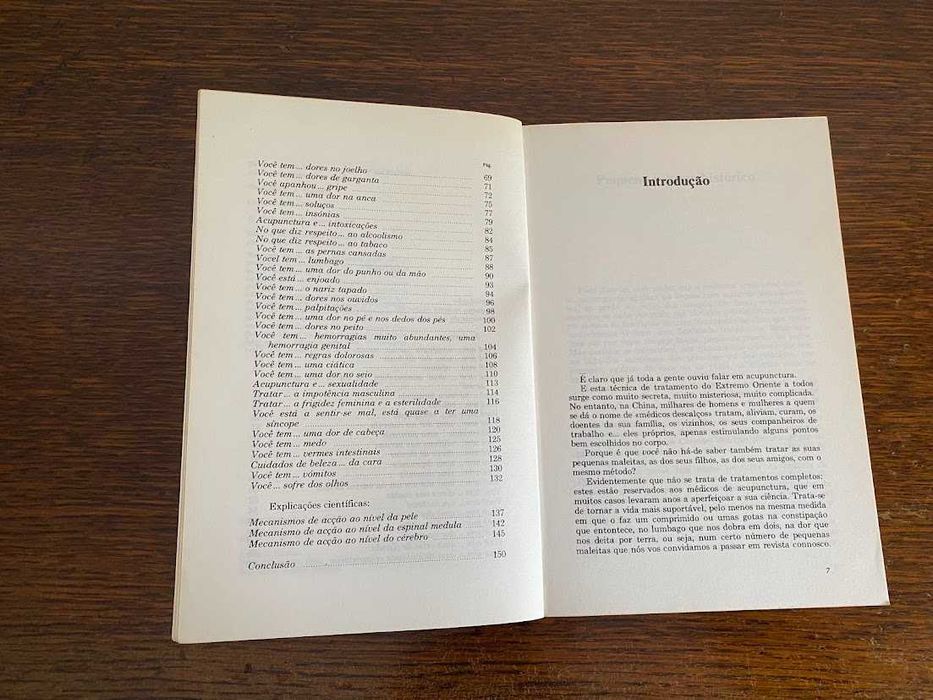 Pág.
Você tem... dores no joelho 69
Você tem... dores de garganta 71
Você apanhou... gripe 72
Você tem... uma dor na anca 75
Você tem... soluços 77
Você tem... insónias 79
Acupunctura e... intoxicações 82
No que diz respeito... ao alcoolismo 84
No que diz respeito... ao tabaco 85
Você tem... as pernas cansadas 87
Vocel tem... lumbago 88
Você tem... uma dor do punho ou da mão 90
Você está... enjoado 93
Você tem... o nariz tapado 94
Você tem... dores nos ouvidos 96
Você tem... palpitações 98
Você tem... uma dor no pé e nos dedos dos pés 100
Você tem... dores no peito 102
Você tem... hemorragias muito abundantes, uma
hemorragia genital 104
Você tem... regras dolorosas 106
Você tem... uma ciática 108
Você tem... uma dor no seio 110
Acupunctura e... sexualidade 113
Tratar... a impotência masculina 114
Tratar... a frigidez feminina e a esterilidade 116
Você está a sentir-se mal, está quase a ter uma
síncope 118
Você tem... uma dor de cabeça 120
Você tem... medo 125
Você tem... vermes intestinais 126
Cuidados de beleza... da cara 128
Você tem... vómitos 130
Você... sofre dos olhos 132
Explicações científicas:
Mecanismos de acção ao nível da pele 137
Mecanismo de acção ao nível da espinal medula 142
Mecanismo de acção ao nível do cérebro 145
Conclusão 150
Introdução
É claro que já toda a gente ouviu falar em acupunctura.
E esta técnica de tratamento do Extremo Oriente a todos
surge como muito secreta, muito misteriosa, muito complicada.
No entanto, na China, milhares de homens e mulheres a quem
se dá o nome de «médicos descalços» tratam, aliviam, curam, os
doentes da sua família, os vizinhos, os seus companheiros de
trabalho e... eles próprios, apenas estimulando alguns pontos
bem escolhidos no corpo.
Porque é que você não há-de saber também tratar as suas
pequenas maleitas, as dos seus filhos, as dos seus amigos, com o
mesmo método?
Evidentemente que não se trata de tratamentos completos:
estes estão reservados aos médicos de acupunctura, que em
muitos casos levaram anos a aperfeiçoar a sua ciência. Trata-se
de tornar a vida mais suportável, pelo menos na mesma medida
em que o faz um comprimido ou umas gotas na constipação
que entontece, no lumbago que nos dobra em dois, na dor que
nos deita por terra, ou seja, num certo número de pequenas
maleitas que nós vos convidamos a passar em revista connosco.
7